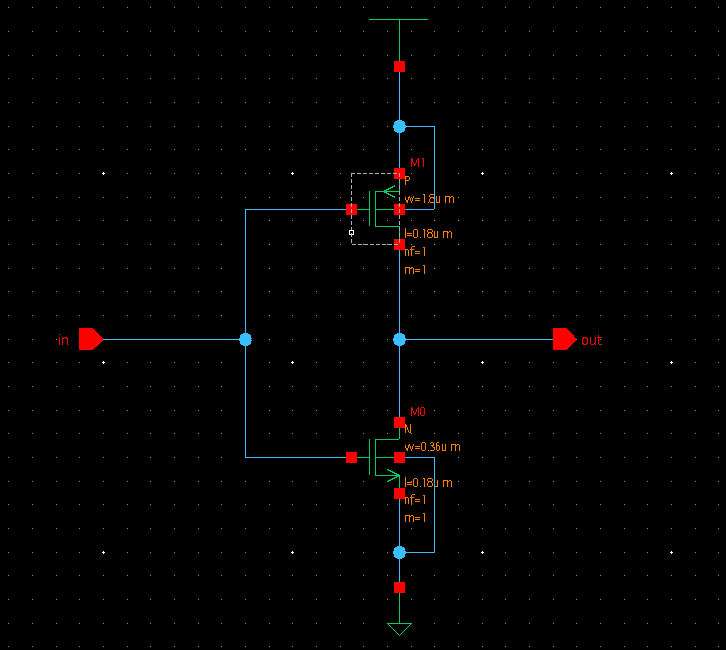 M1
P
w=1.8u m
l=0.18u m
nf=1
m=1
in
out
M0
N
w=0.36u m
l=0.18u m
nf=1
m=1